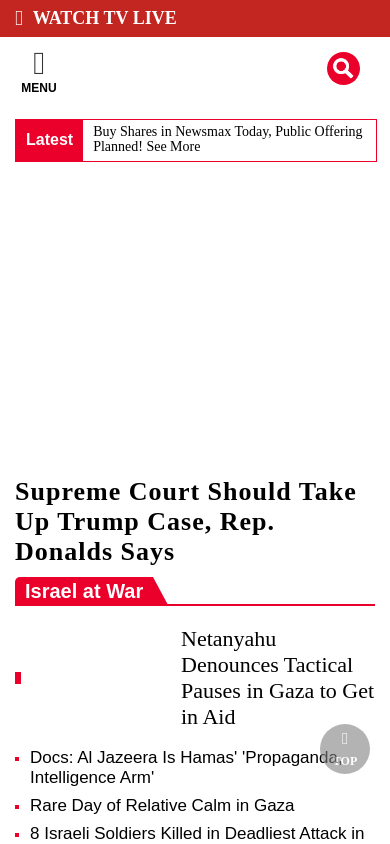 WATCH TV LIVE
MENU
Latest
Buy Shares in Newsmax Today, Public Offering
Planned! See More
Supreme Court Should Take
Up Trump Case, Rep.
Donalds Says
Israel at War
Netanyahu
Denounces Tactical
Pauses in Gaza to Get
in Aid
Docs: Al Jazeera Is Hamas' 'Propaganda,
Intelligence Arm'
TOP
Rare Day of Relative Calm in Gaza
8 Israeli Soldiers Killed in Deadliest Attack in